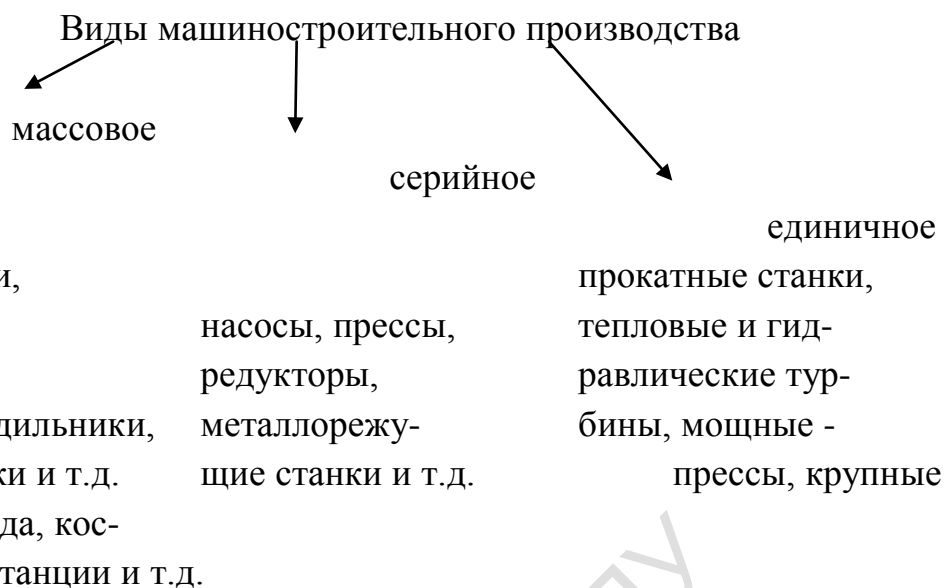 Виды машиностроительного производства
массовое
серийное
единичное
и, прокатные станки,
насосы, прессы, тепловые и гид-
редукторы, равлические тур-
дильники, металлорежу- бины, мощные -
ки и т.д. щие станки и т.д. прессы, крупные
да, кос-
танции и т.д.